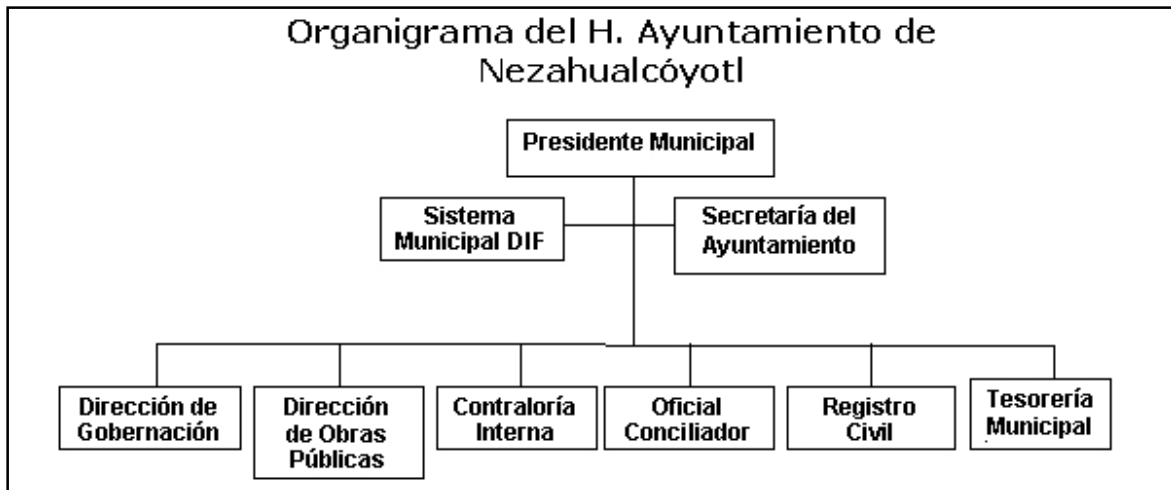 Organigrama del H. Ayuntamiento de
Nezahualcóyotl
Presidente Municipal
Sistema
Municipal DIF
Secretaría del
Ayuntamiento
Dirección de
Gobernación
Dirección
de Obras
Públicas
Contraloría
Interna
Oficial
Conciliador
Registro
Civil
Tesorería
Municipal